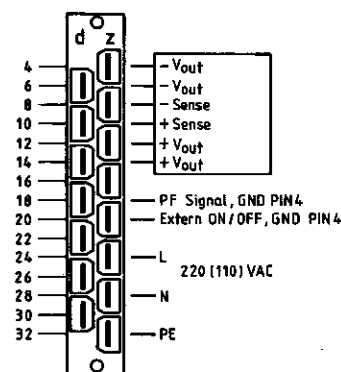 d z
4 -Vout
6 -Vout
8 -Sense
10 +Sense
12 +Vout
14 +Vout
16
18 PF Signal, GND PIN4
20 Extern ON/OFF, GND PIN4
22
24 L
26 220 (110) VAC
28 N
30
32 PE